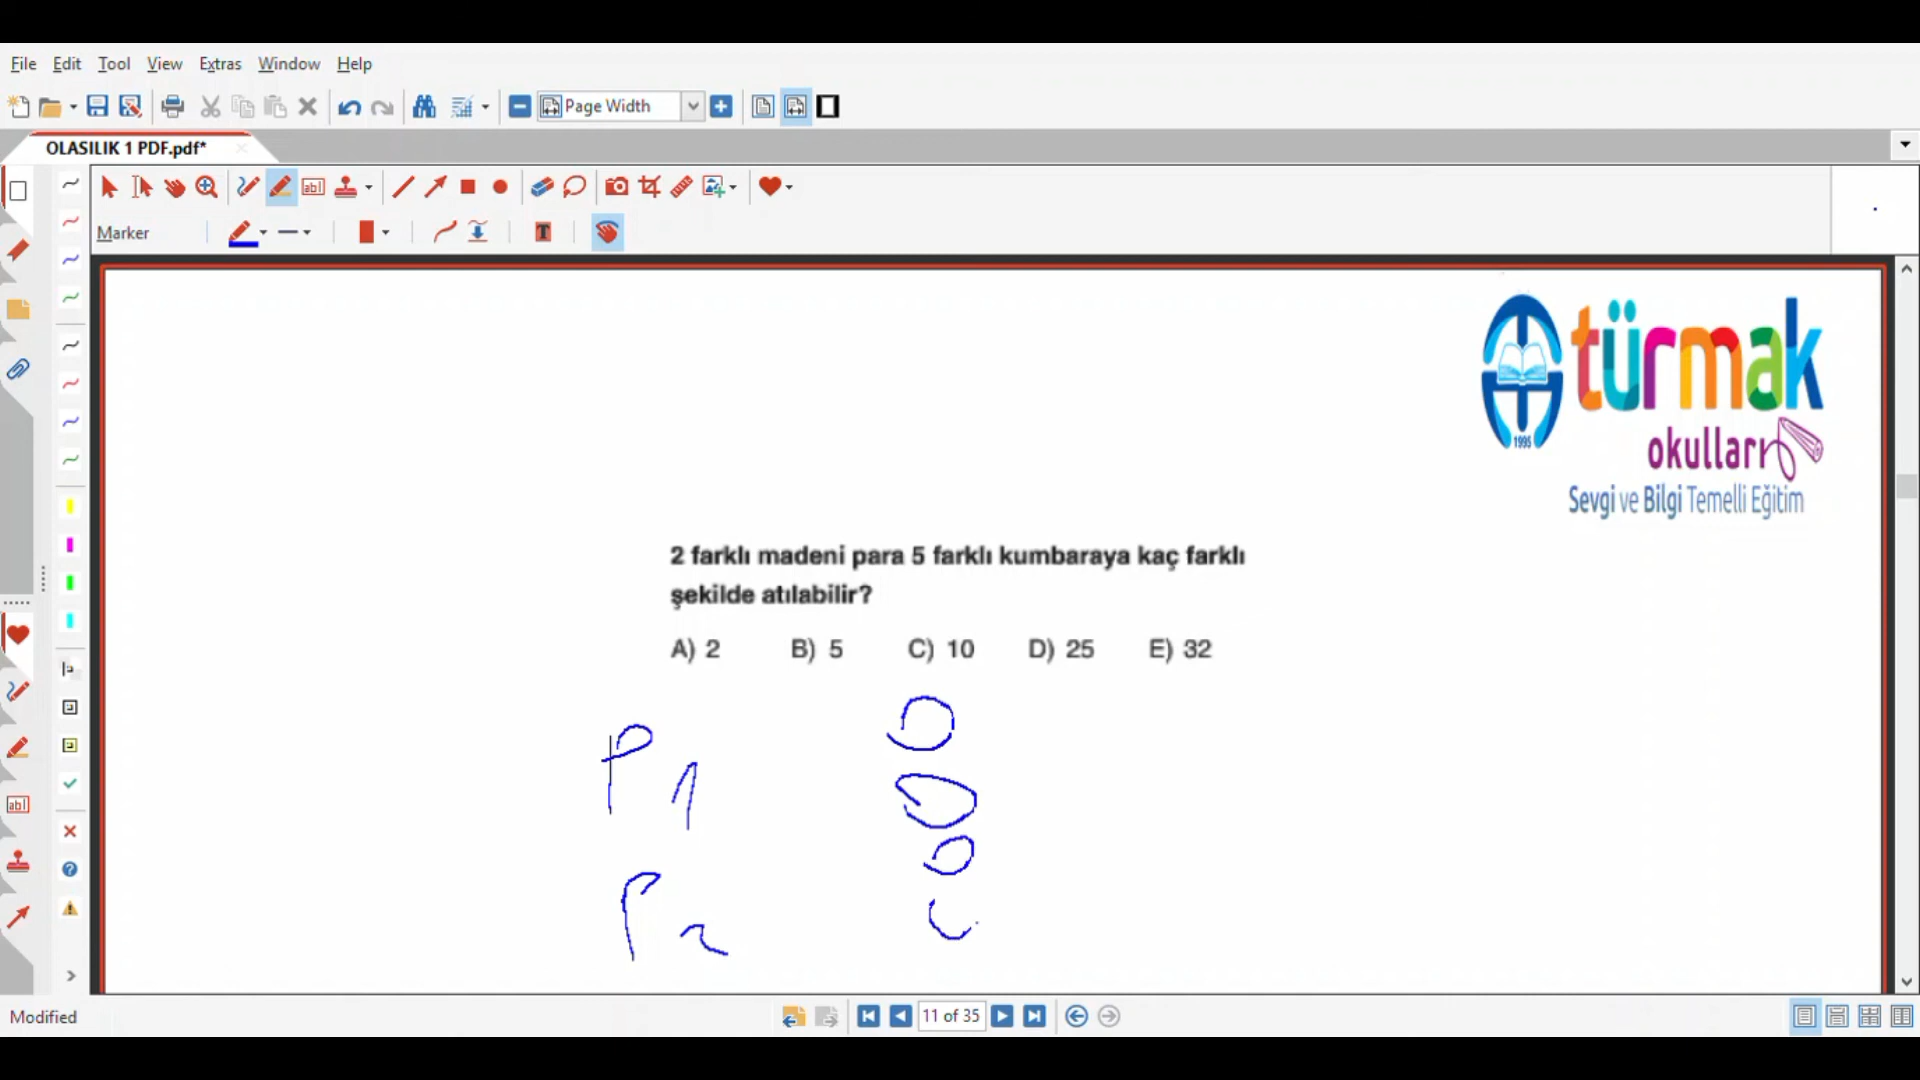 File Edit Tool View Extras Window Help
Page Width
OLASILIK 1 PDF.pdf*
Marker
türmak
okulları
1995
Sevgi ve Bilgi Temelli Eğitim
2 farklı madeni para 5 farklı kumbaraya kaç farklı
şekilde atılabilir?
A) 2 B) 5 C) 10 D) 25 E) 32
P1
P2
Modified
11 of 35